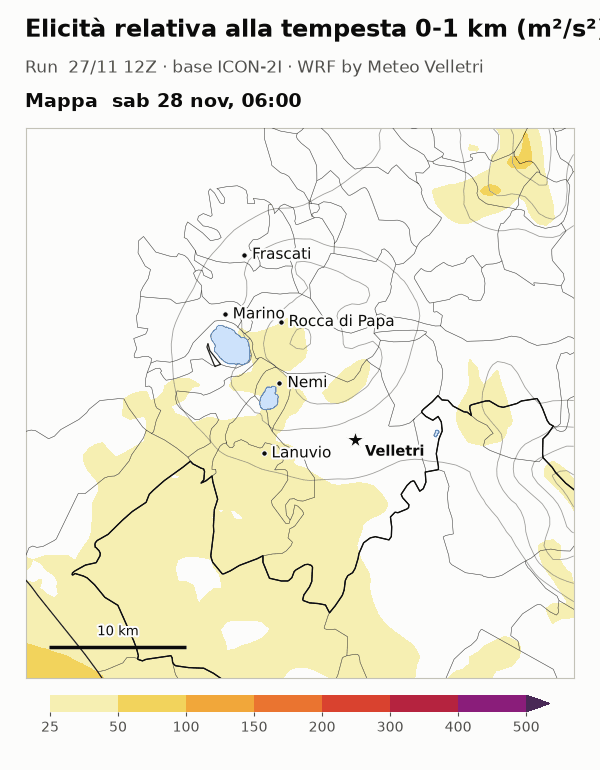 Elicità relativa alla tempesta 0-1 km (m²/s²)
Run 27/11 12Z · base ICON-2I · WRF by Meteo Velletri
Mappa sab 28 nov, 06:00
Frascati
Marino
Rocca di Papa
Nemi
Velletri
Lanuvio
10 km
25 50 100 150 200 300 400 500